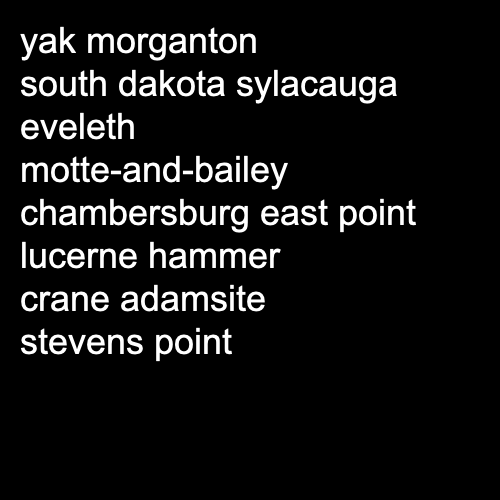 yak morganton
south dakota sylacauga
eveleth
motte-and-bailey
chambersburg east point
lucerne hammer
crane adamsite
stevens point